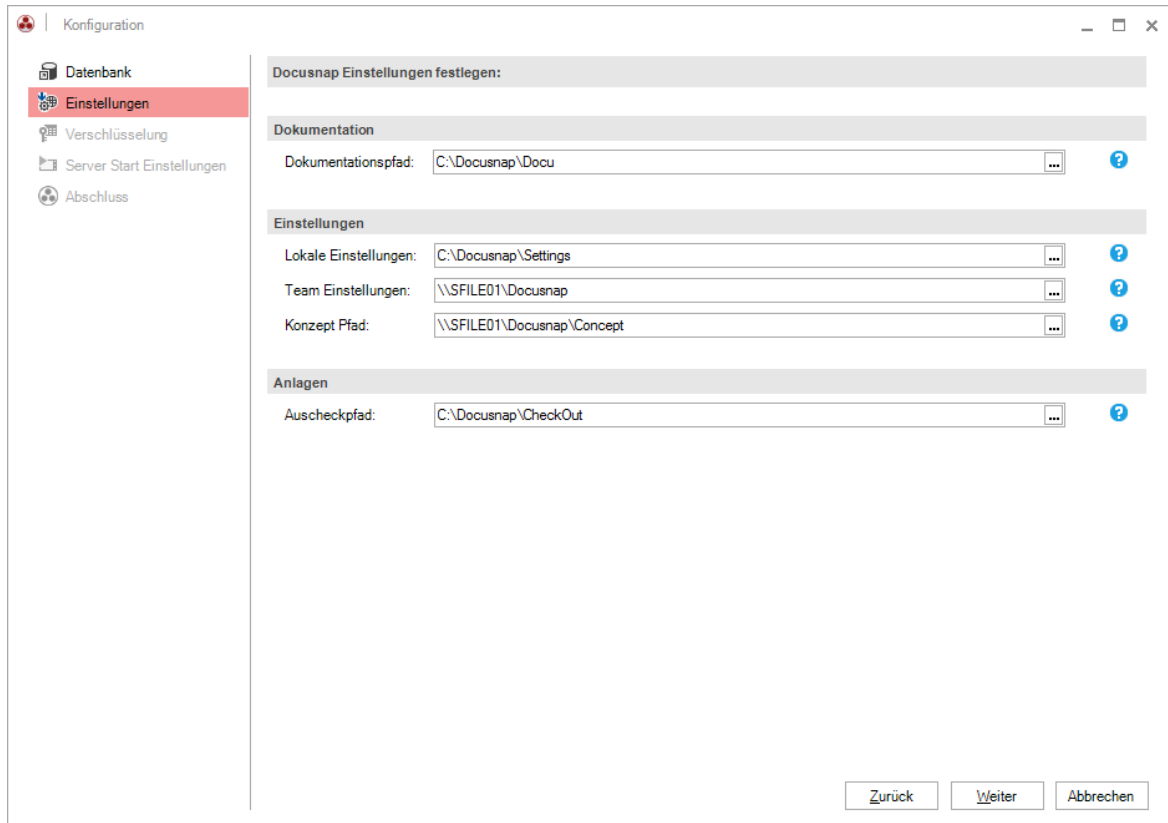 Konfiguration
Datenbank
Einstellungen
Verschlüsselung
Server Start Einstellungen
Abschluss
Docusnap Einstellungen festlegen:
Dokumentation
Dokumentationspfad: C:\Docusnap\Docu ...
Einstellungen
Lokale Einstellungen: C:\Docusnap\Settings ...
Team Einstellungen: \\SFILE01\Docusnap ...
Konzept Pfad: \\SFILE01\Docusnap\Concept ...
Anlagen
Auscheckpfad: C:\Docusnap\CheckOut ...
Zurück Weiter Abbrechen